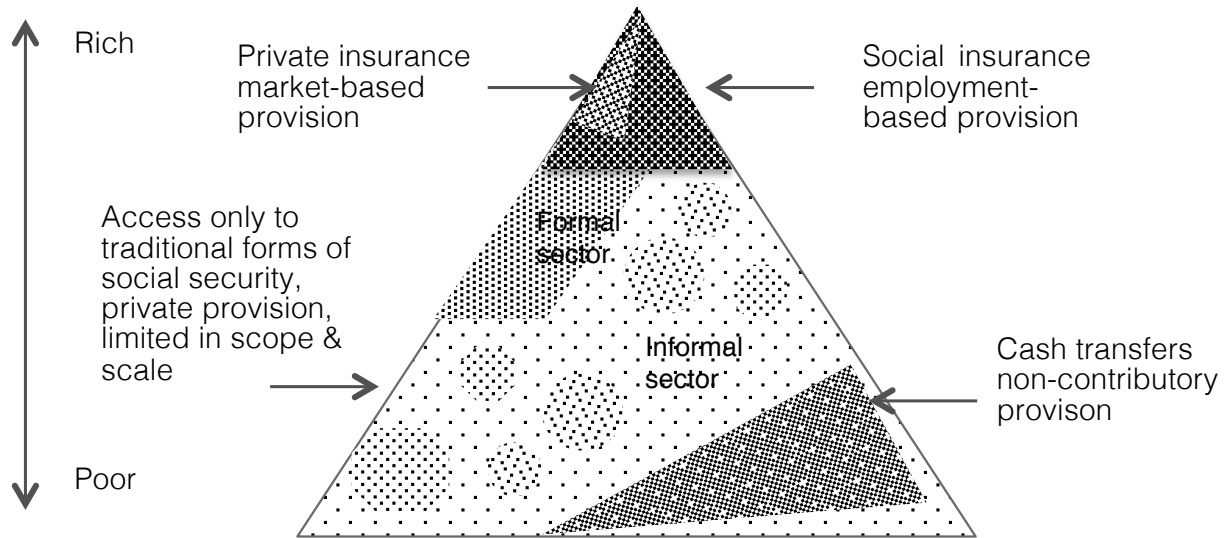 Rich
Private insurance
market-based
provision
Social insurance
employment-
based provision
Access only to
traditional forms of
social security,
private provision,
limited in scope &
scale
Formal
sector
Informal
sector
Cash transfers
non-contributory
provison
Poor